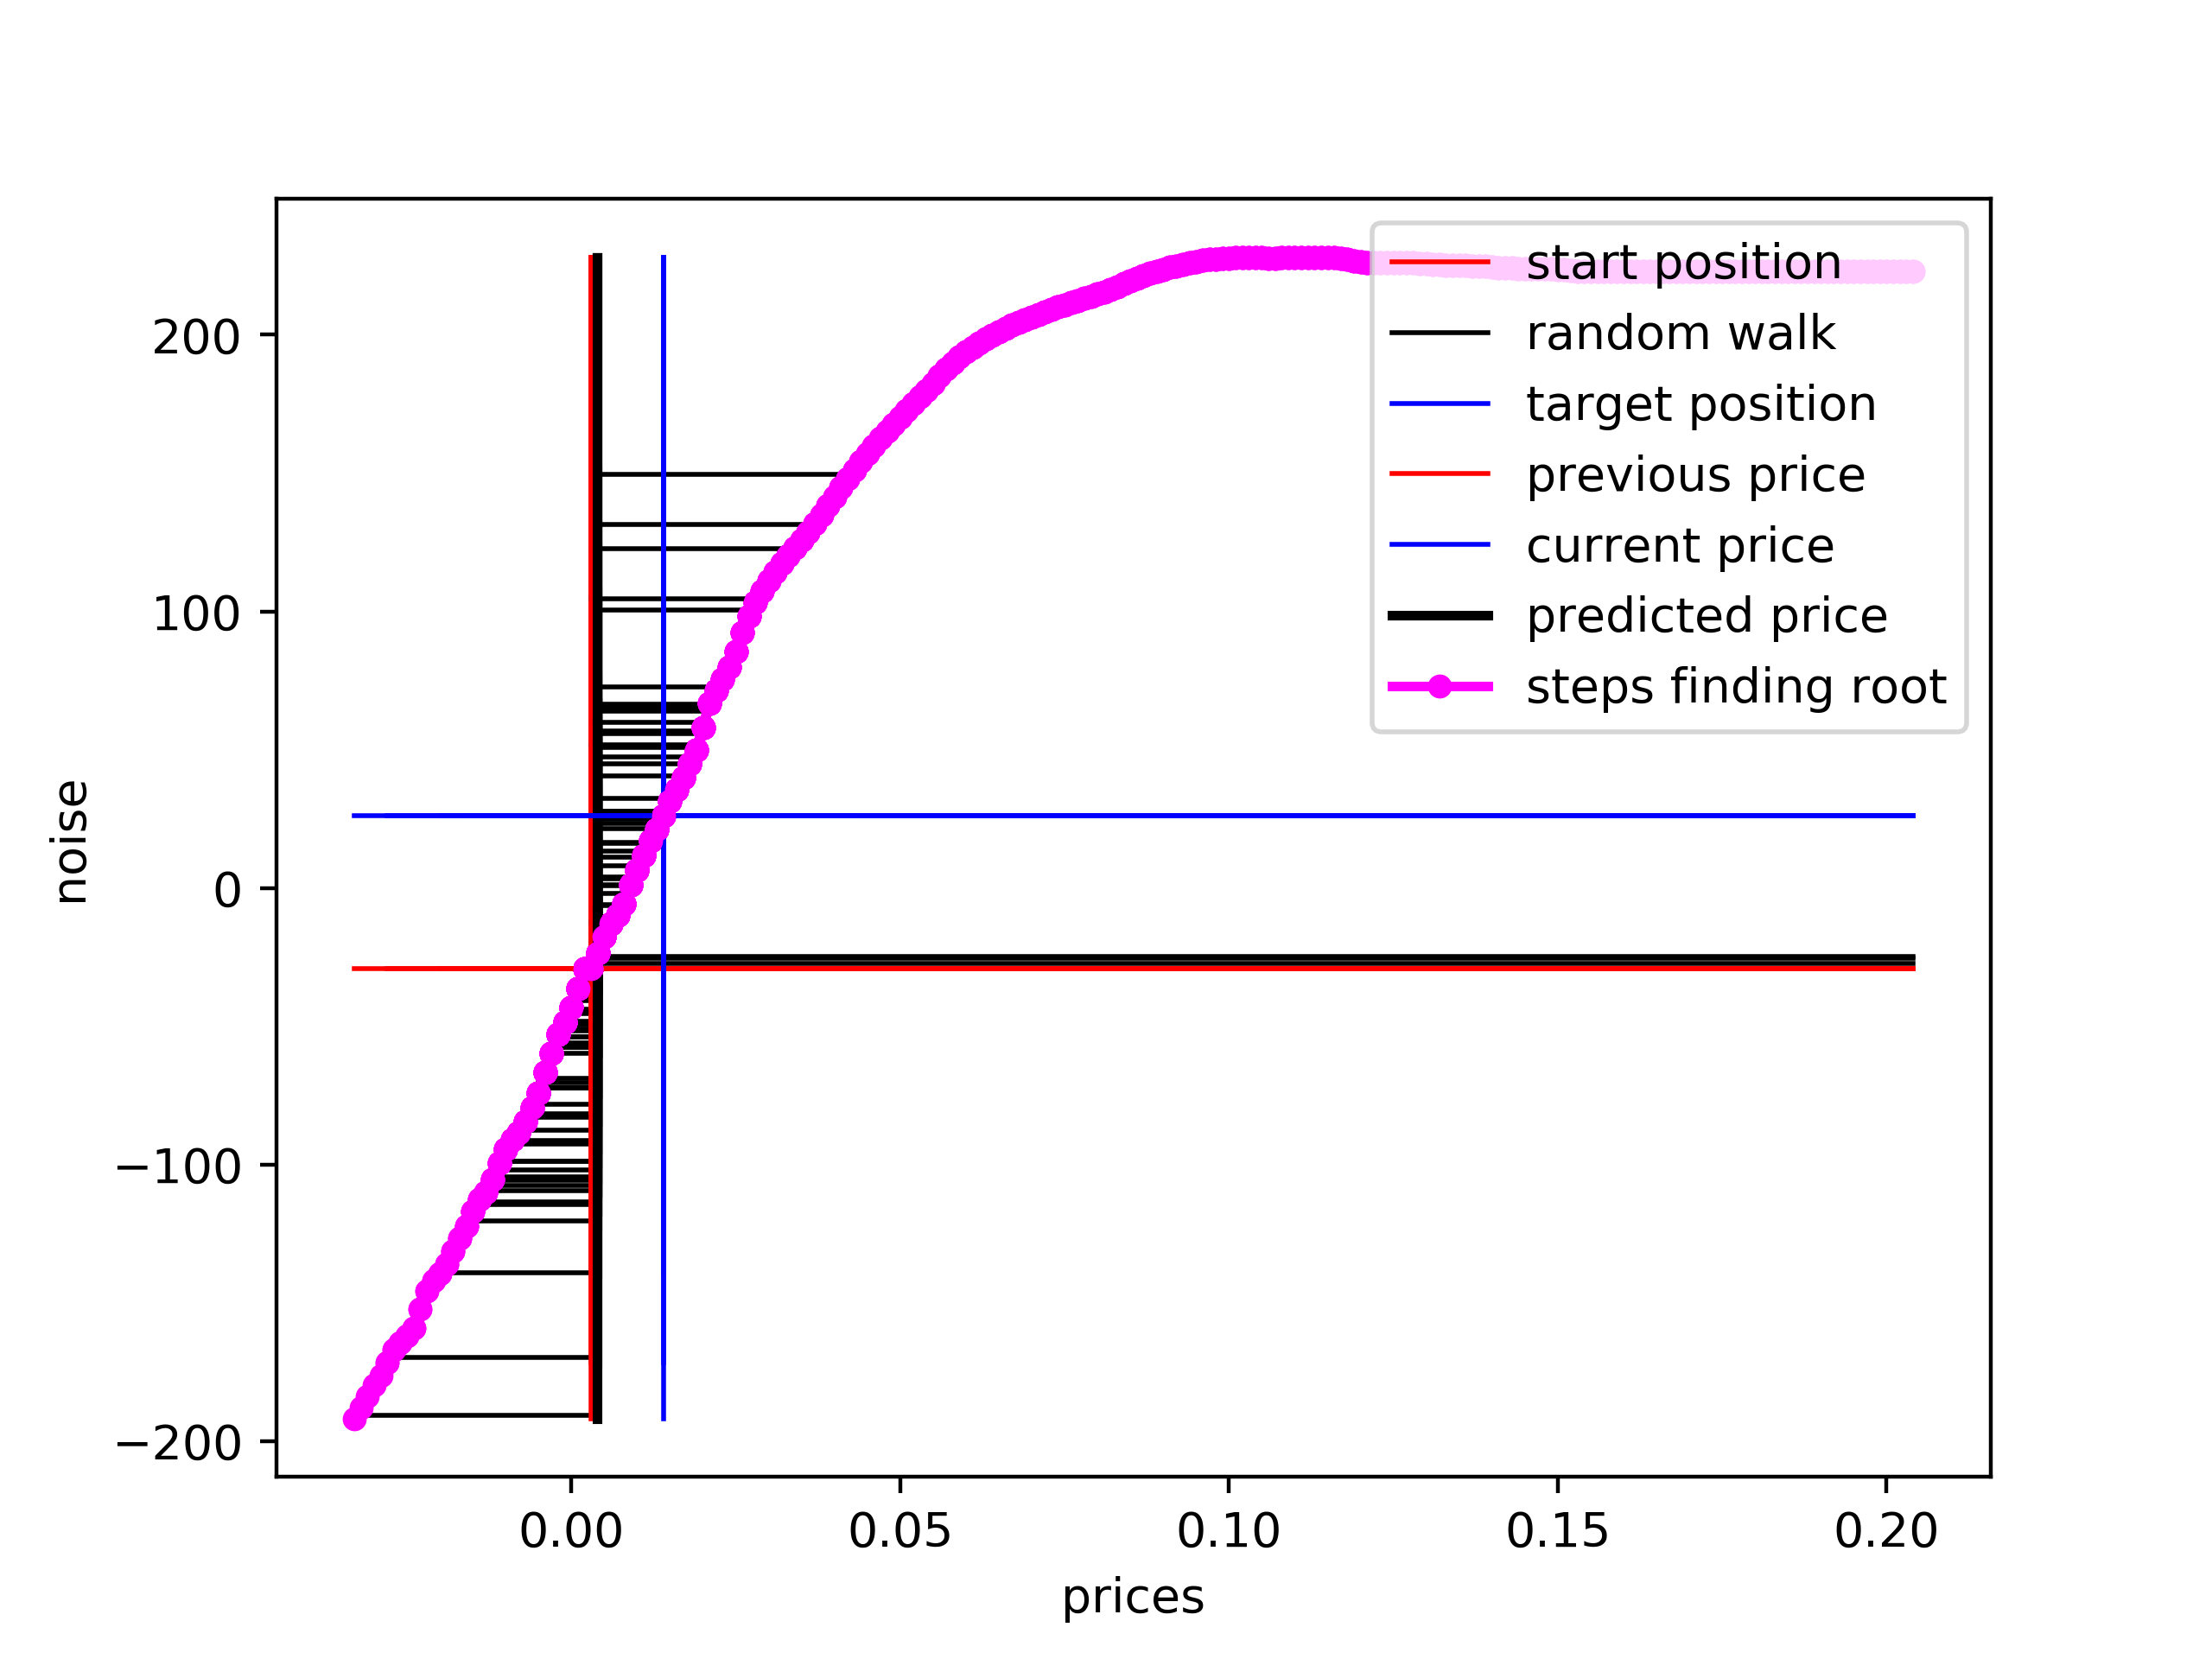 start position
random walk
target position
previous price
current price
predicted price
steps finding root
200
100
0
−100
−200
noise
0.00 0.05 0.10 0.15 0.20
prices